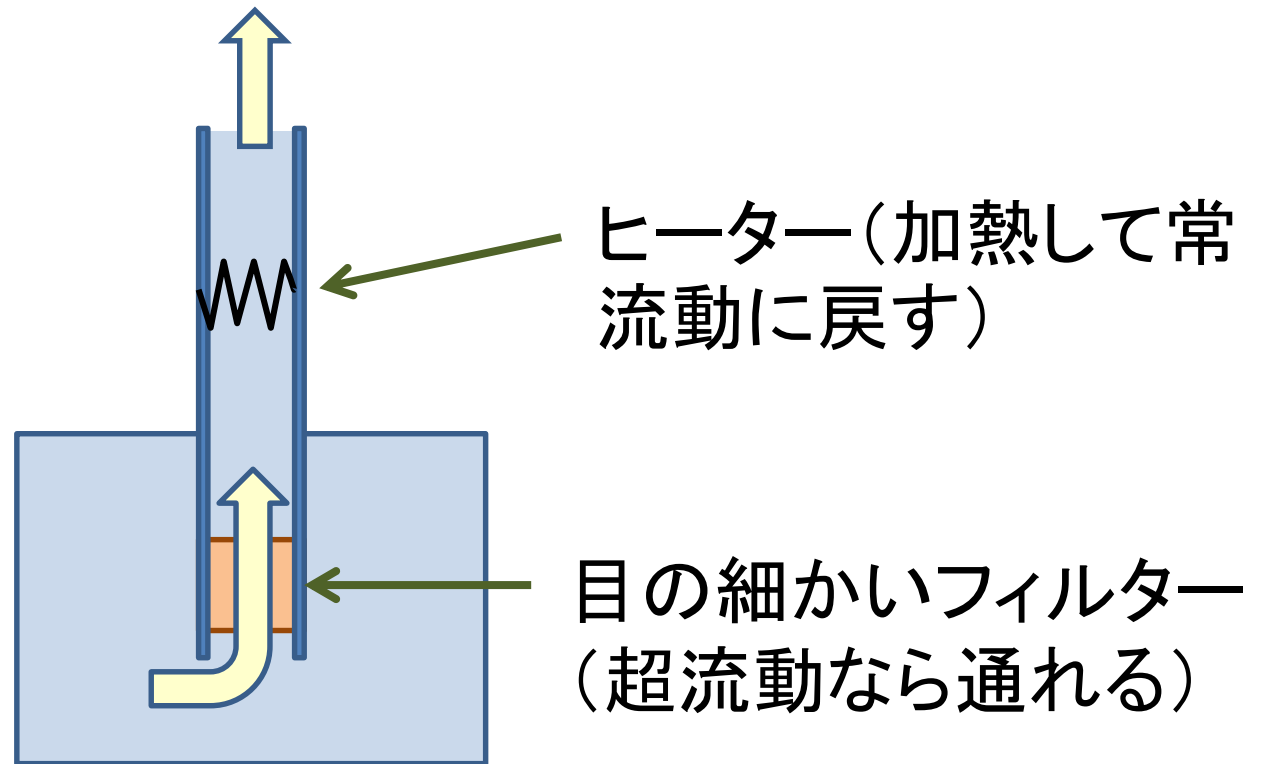 ヒーター（加熱して常
流動に戻す）
目の細かいフィルター
（超流動なら通れる）